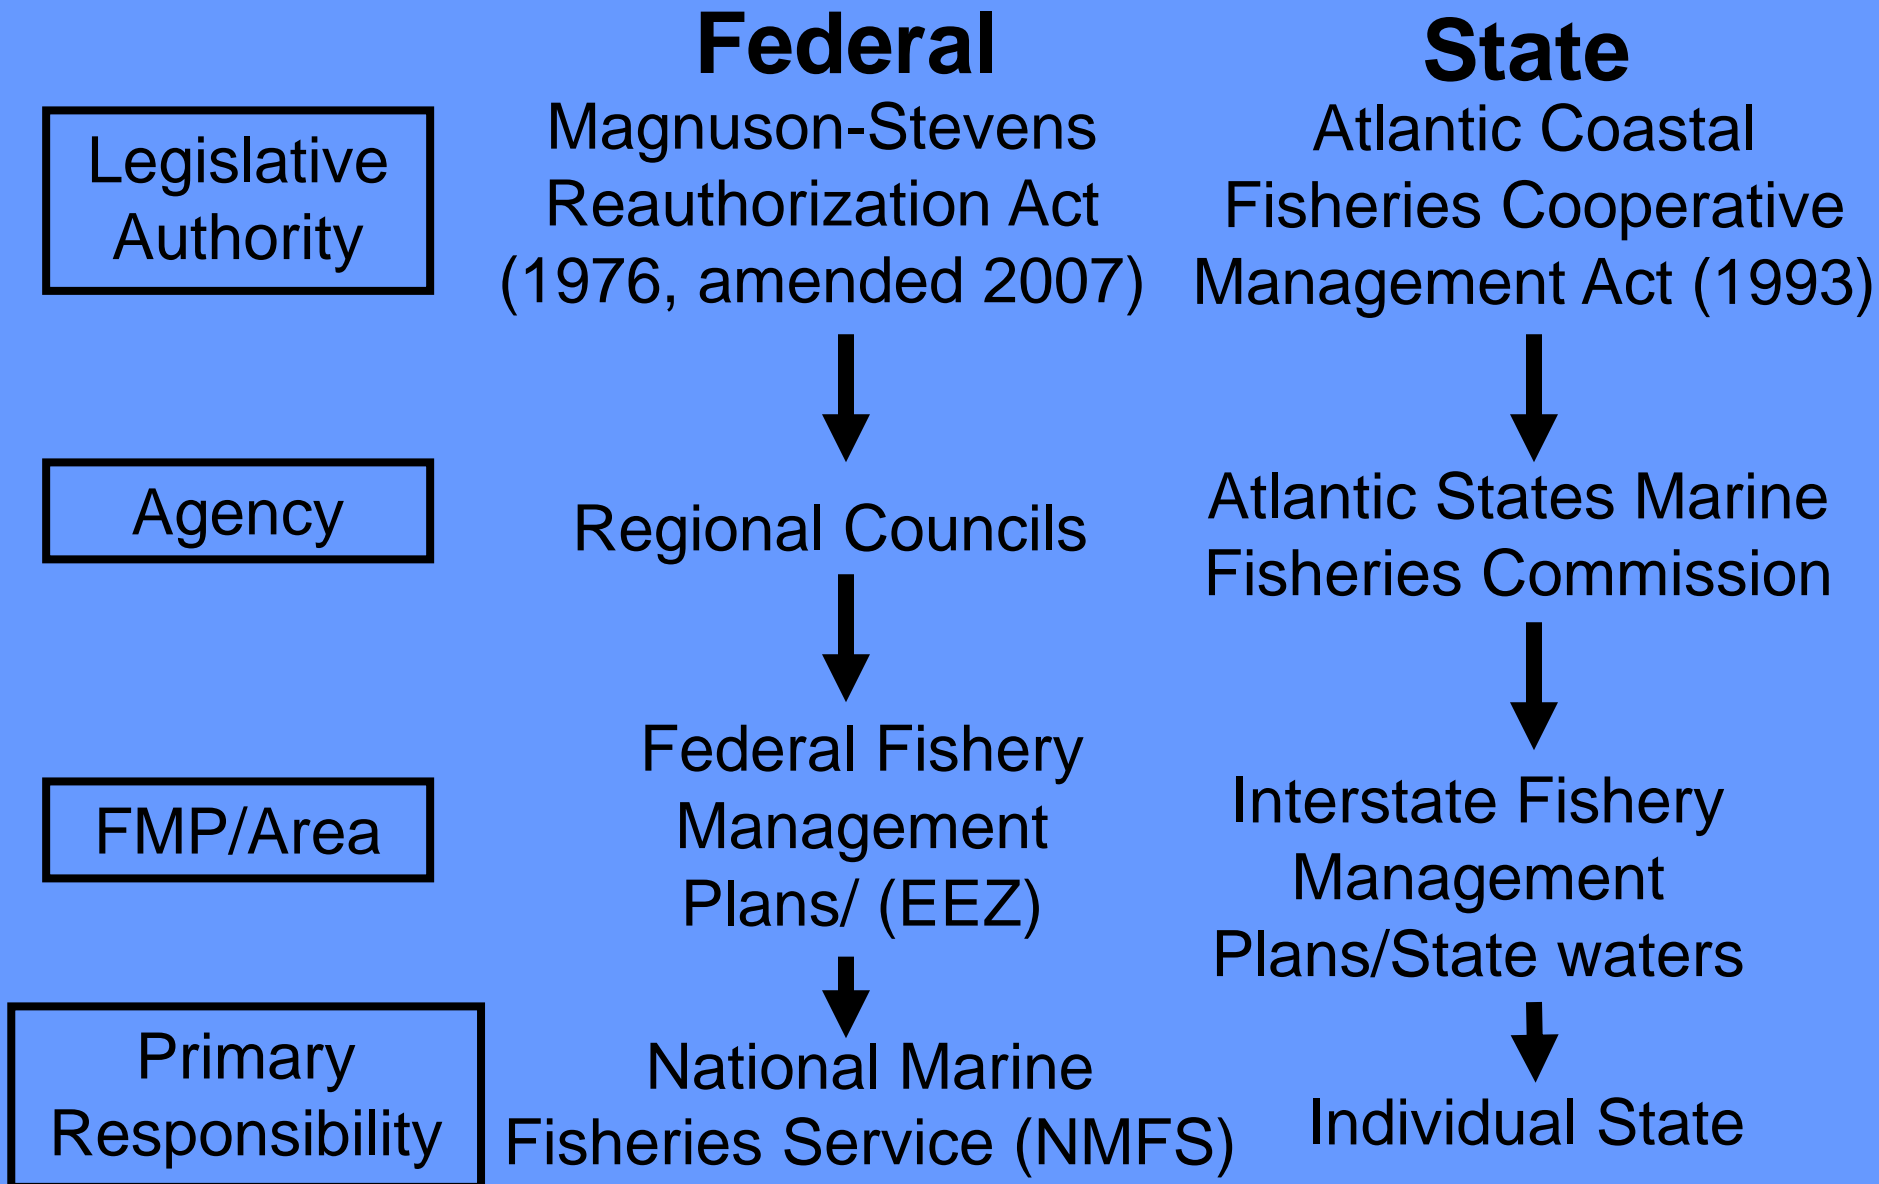 Federal
State
Legislative
Authority
Magnuson-Stevens
Reauthorization Act
(1976, amended 2007)
Atlantic Coastal
Fisheries Cooperative
Management Act (1993)
Agency
Regional Councils
Atlantic States Marine
Fisheries Commission
FMP/Area
Federal Fishery
Management
Plans/ (EEZ)
Interstate Fishery
Management
Plans/State waters
Primary
Responsibility
National Marine
Fisheries Service (NMFS)
Individual State